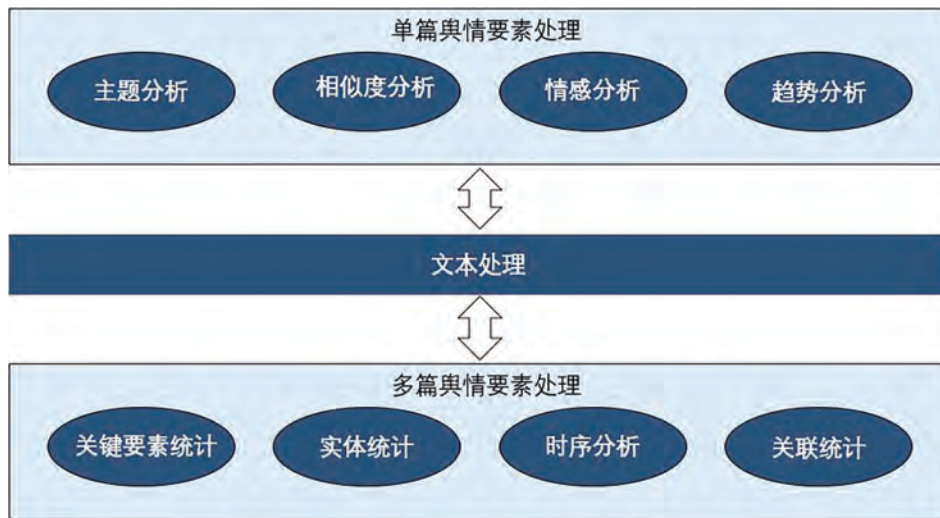 单篇舆情要素处理
主题分析
相似度分析
情感分析
趋势分析
文本处理
多篇舆情要素处理
关键要素统计
实体统计
时序分析
关联统计